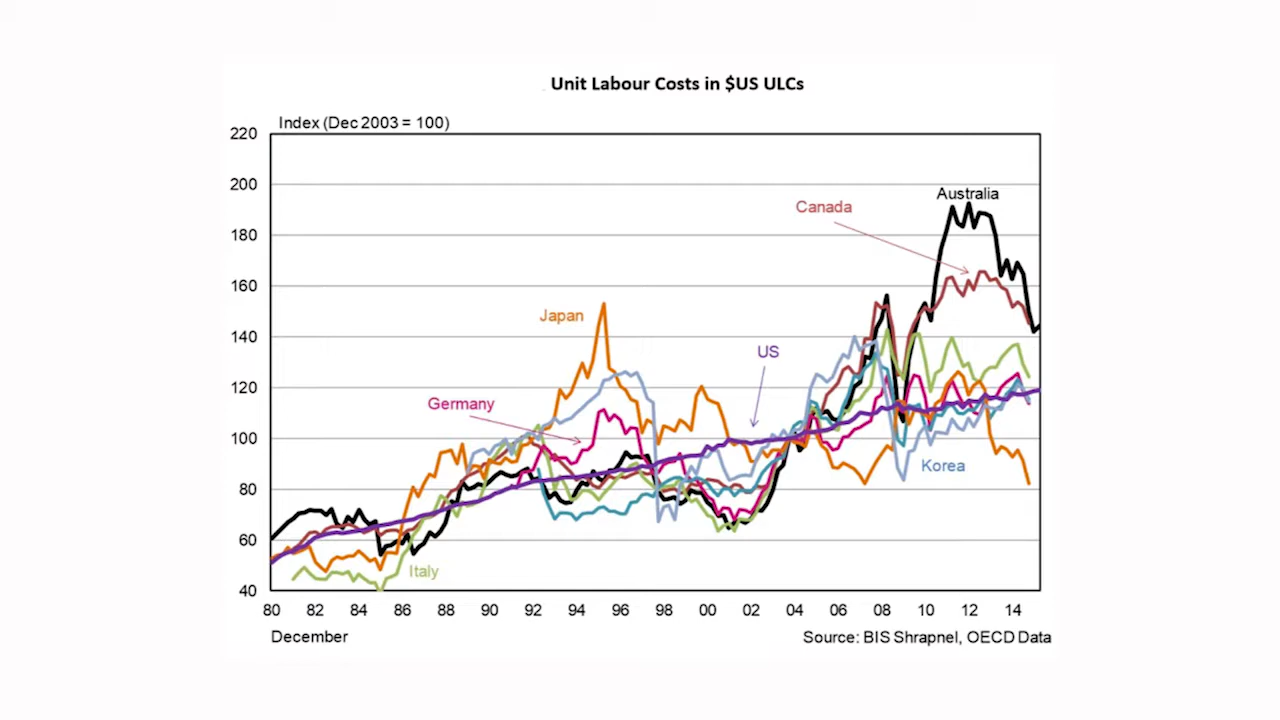 Unit Labour Costs in $US ULCs
Index (Dec 2003 = 100)
220
200
180
160
140
120
100
80
60
40
Australia
Canada
Japan
US
Germany
Korea
Italy
80 82 84 86 88 90 92 94 96 98 00 02 04 06 08 10 12 14
December
Source: BIS Shrapnel, OECD Data